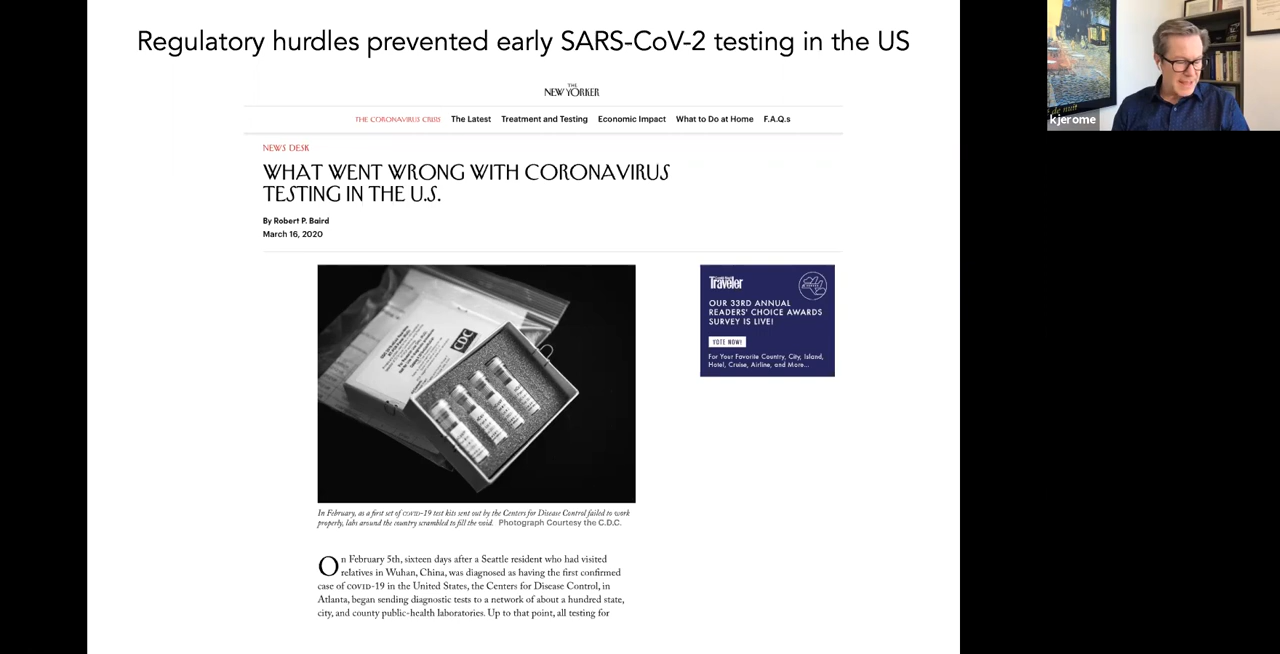 Regulatory hurdles prevented early SARS-CoV-2 testing in the US
kjerome
de nuit
THE
NEW YORKER
THE CORONAVIRUS CRISIS The Latest Treatment and Testing Economic Impact What to Do at Home F.A.Q.s
NEWS DESK
WHAT WENT WRONG WITH CORONAVIRUS
TESTING IN THE U.S.
By Robert P. Baird
March 16, 2020
CDC
Traveler
OUR 33RD ANNUAL
READERS' CHOICE AWARDS
SURVEY IS LIVE!
VOTE NOW!
For Your Favorite Country, City, Island,
Hotel, Cruise, Airline, and More...
In February, as a first set of COVID-19 test kits sent out by the Centers for Disease Control failed to work
properly, labs around the country scrambled to fill the void. Photograph Courtesy the C.D.C.
On February 5th, sixteen days after a Seattle resident who had visited
relatives in Wuhan, China, was diagnosed as having the first confirmed
case of COVID-19 in the United States, the Centers for Disease Control, in
Atlanta, began sending diagnostic tests to a network of about a hundred state,
city, and county public-health laboratories. Up to that point, all testing for